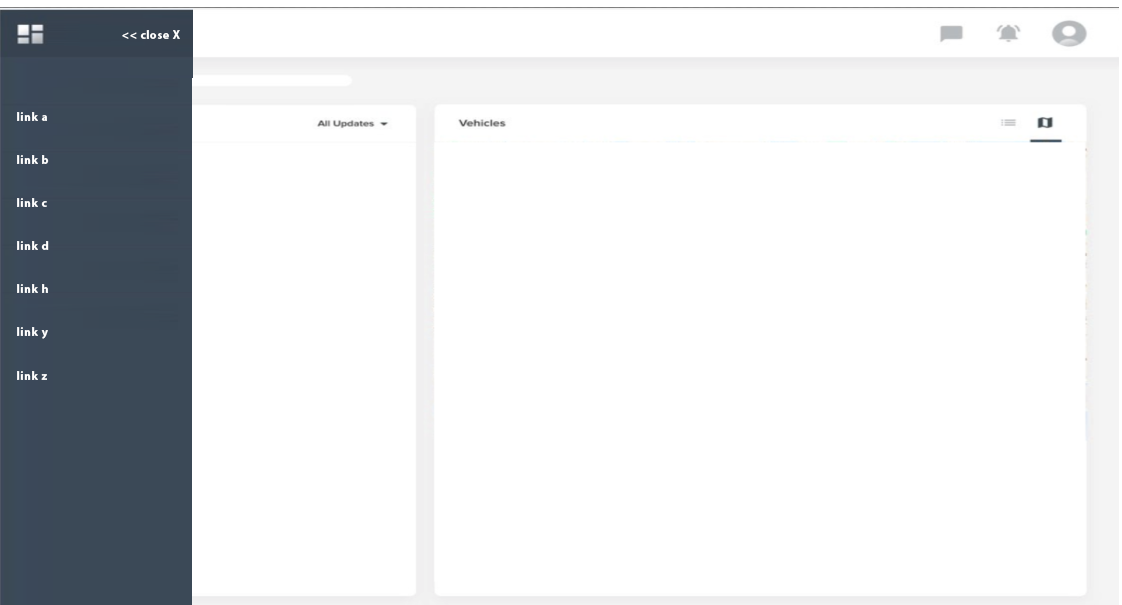 << close X
link a
link b
link c
link d
link h
link y
link z
All Updates
Vehicles